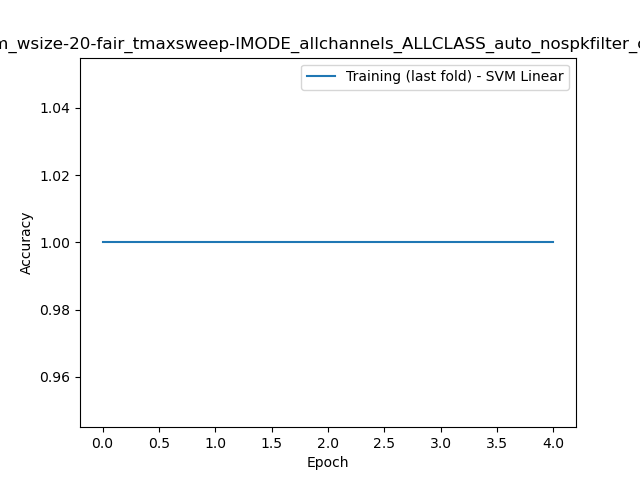 m_wsize-20-fair_tmaxsweep-IMODE_allchannels_ALLCLASS_auto_nospkfilter_
Training (last fold) - SVM Linear
1.04
1.02
1.00
0.98
0.96
Accuracy
0.0 0.5 1.0 1.5 2.0 2.5 3.0 3.5 4.0
Epoch